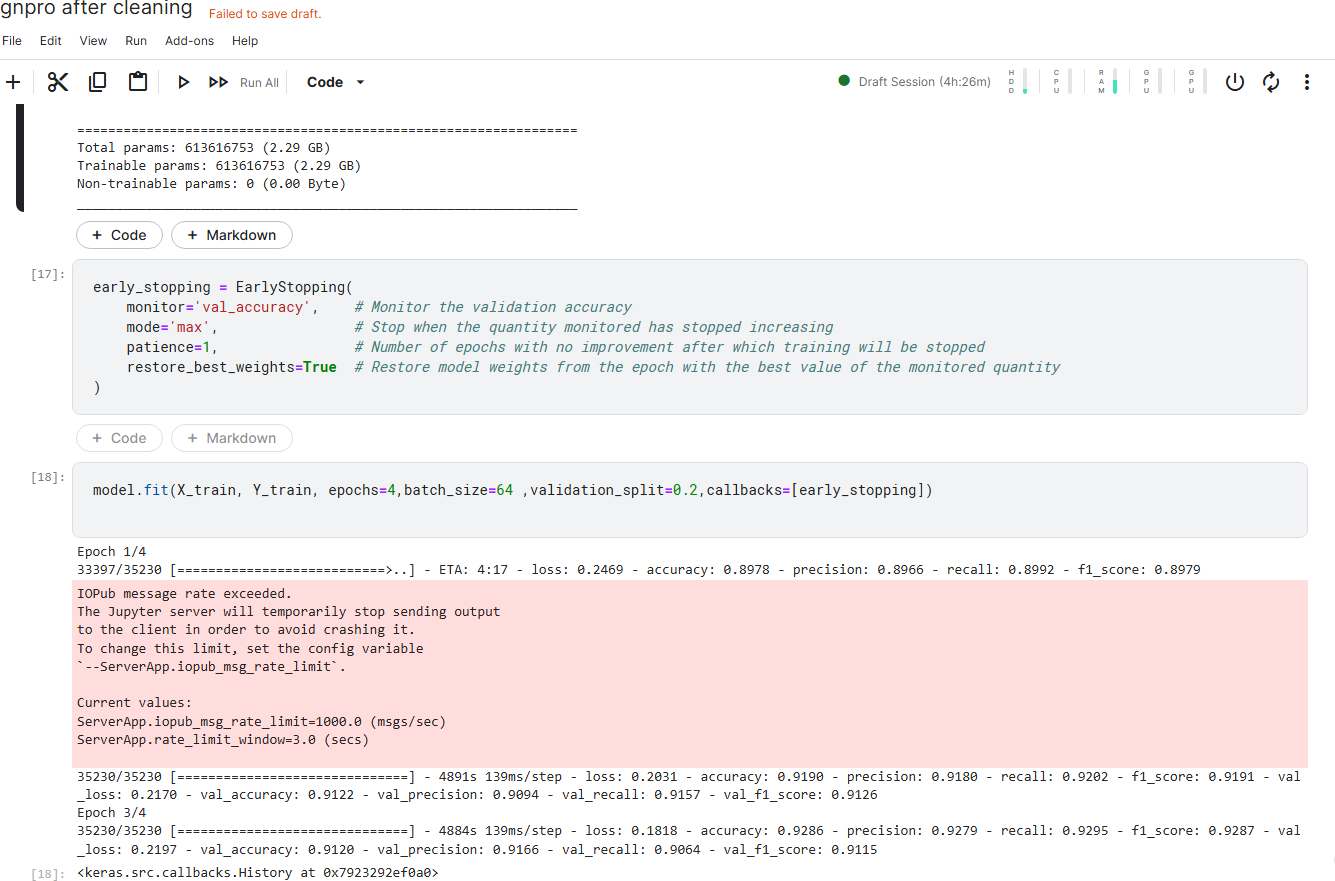 gnpro after cleaning Failed to save draft.
File Edit View Run Add-ons Help
+ Run All Code Draft Session (4h:26m) HDD CPU RAM GPU GPU
=================================================================
Total params: 613616753 (2.29 GB)
Trainable params: 613616753 (2.29 GB)
Non-trainable params: 0 (0.00 Byte)
_________________________________________________________________
+ Code + Markdown
[17]:
early_stopping = EarlyStopping(
    monitor='val_accuracy',    # Monitor the validation accuracy
    mode='max',                # Stop when the quantity monitored has stopped increasing
    patience=1,                # Number of epochs with no improvement after which training will be stopped
    restore_best_weights=True  # Restore model weights from the epoch with the best value of the monitored quantity
)
+ Code + Markdown
[18]:
model.fit(X_train, Y_train, epochs=4,batch_size=64 ,validation_split=0.2,callbacks=[early_stopping])
Epoch 1/4
33397/35230 [===========================>..] - ETA: 4:17 - loss: 0.2469 - accuracy: 0.8978 - precision: 0.8966 - recall: 0.8992 - f1_score: 0.8979
IOPub message rate exceeded.
The Jupyter server will temporarily stop sending output
to the client in order to avoid crashing it.
To change this limit, set the config variable
`--ServerApp.iopub_msg_rate_limit`.
Current values:
ServerApp.iopub_msg_rate_limit=1000.0 (msgs/sec)
ServerApp.rate_limit_window=3.0 (secs)
35230/35230 [==============================] - 4891s 139ms/step - loss: 0.2031 - accuracy: 0.9190 - precision: 0.9180 - recall: 0.9202 - f1_score: 0.9191 - val
_loss: 0.2170 - val_accuracy: 0.9122 - val_precision: 0.9094 - val_recall: 0.9157 - val_f1_score: 0.9126
Epoch 3/4
35230/35230 [==============================] - 4884s 139ms/step - loss: 0.1818 - accuracy: 0.9286 - precision: 0.9279 - recall: 0.9295 - f1_score: 0.9287 - val
_loss: 0.2197 - val_accuracy: 0.9120 - val_precision: 0.9166 - val_recall: 0.9064 - val_f1_score: 0.9115
[18]: <keras.src.callbacks.History at 0x7923292ef0a0>